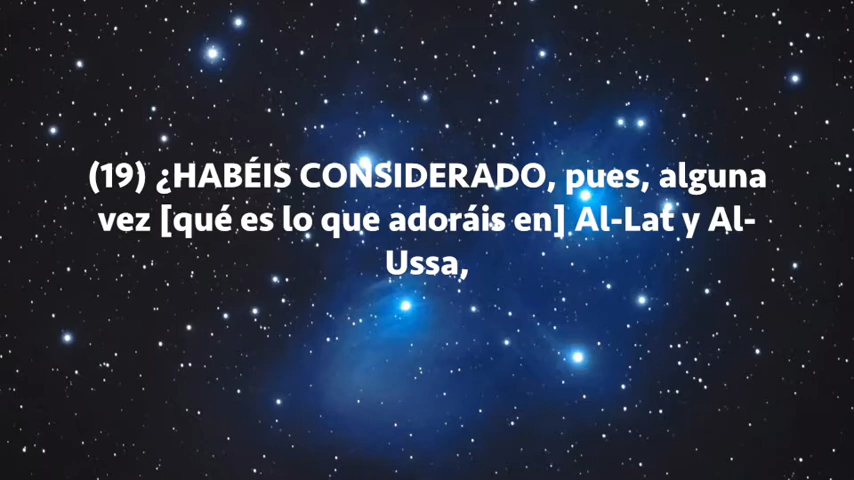 (19) ¿HABÉIS CONSIDERADO, pues, alguna
vez [qué es lo que adoráis en] Al-Lat y Al-
Ussa,